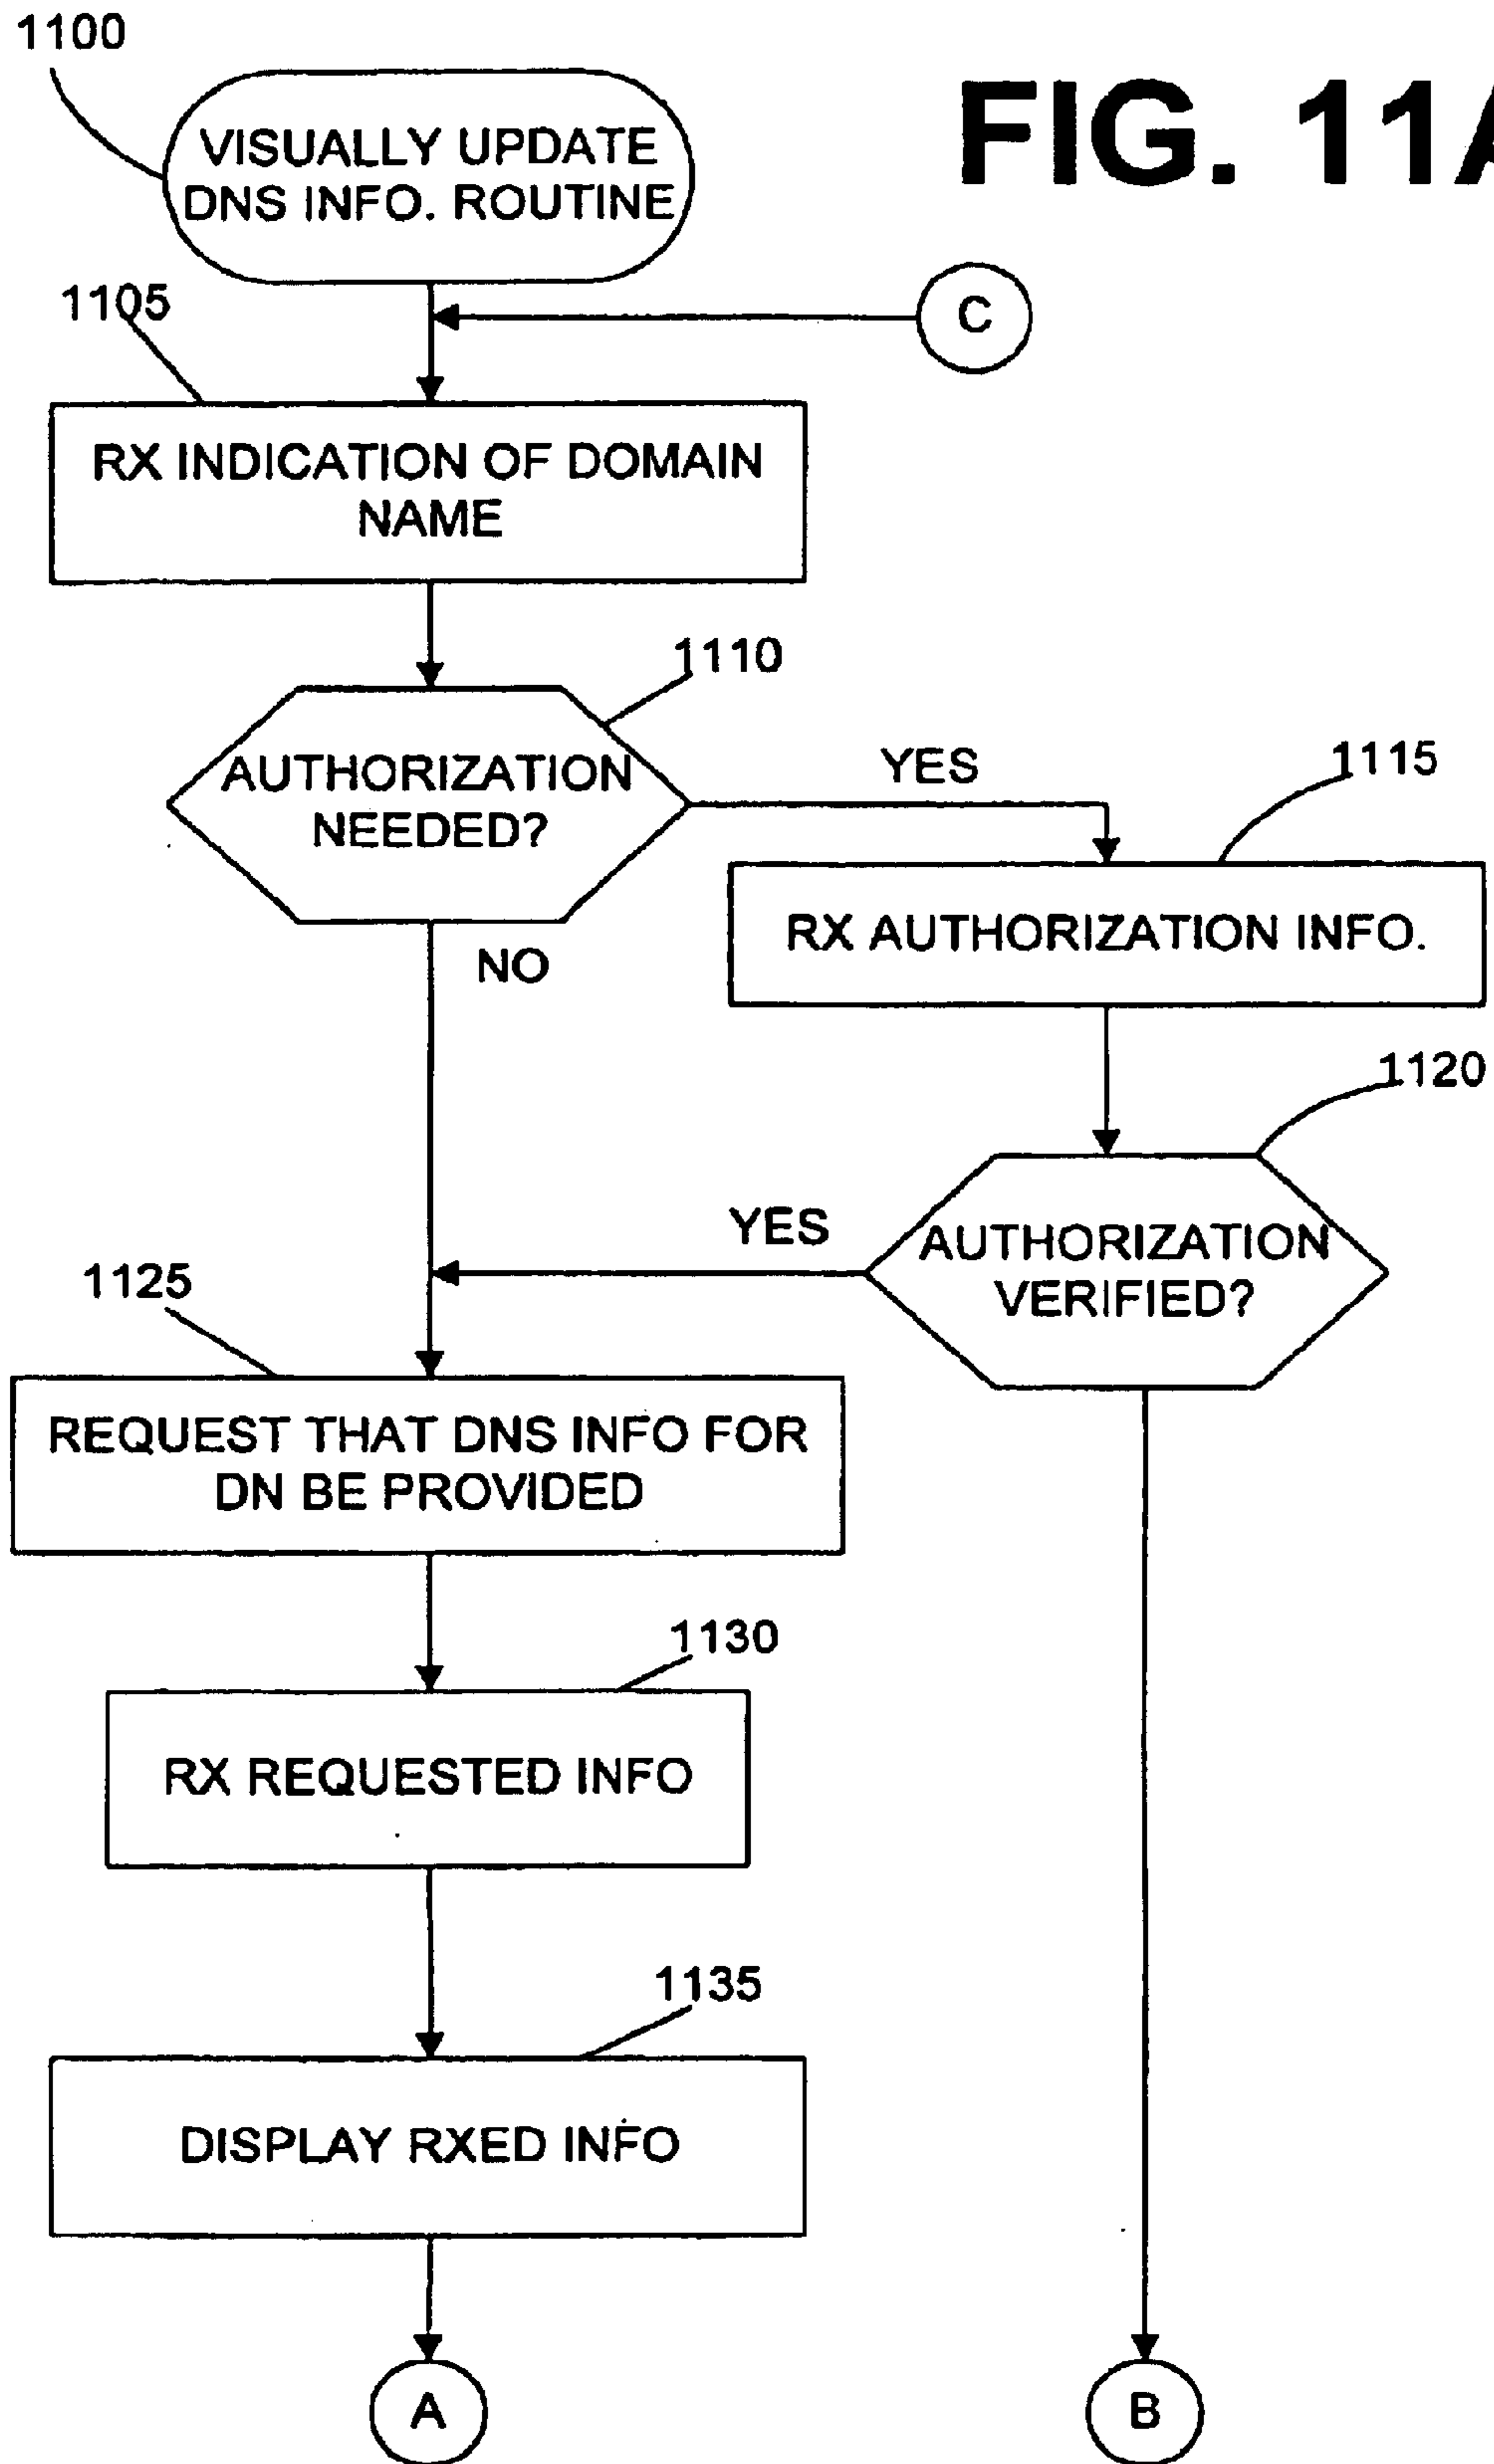 1100
FIG. 11A
VISUALLY UPDATE
DNS INFO. ROUTINE
C
1105
RX INDICATION OF DOMAIN
NAME
1110
AUTHORIZATION
NEEDED?
YES
1115
NO
RX AUTHORIZATION INFO.
1120
YES
AUTHORIZATION
VERIFIED?
1125
REQUEST THAT DNS INFO FOR
DN BE PROVIDED
1130
RX REQUESTED INFO
1135
DISPLAY RXED INFO
A
B